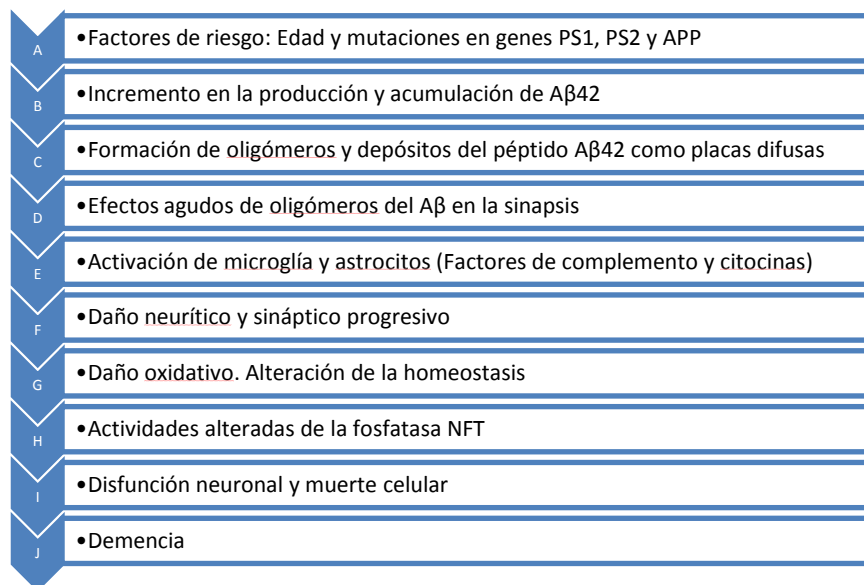 A
•Factores de riesgo: Edad y mutaciones en genes PS1, PS2 y APP
B
•Incremento en la producción y acumulación de Aβ42
C
•Formación de oligómeros y depósitos del péptido Aβ42 como placas difusas
D
•Efectos agudos de oligómeros del Aβ en la sinapsis
E
•Activación de microglía y astrocitos (Factores de complemento y citocinas)
F
•Daño neurítico y sináptico progresivo
G
•Daño oxidativo. Alteración de la homeostasis
H
•Actividades alteradas de la fosfatasa NFT
I
•Disfunción neuronal y muerte celular
J
•Demencia